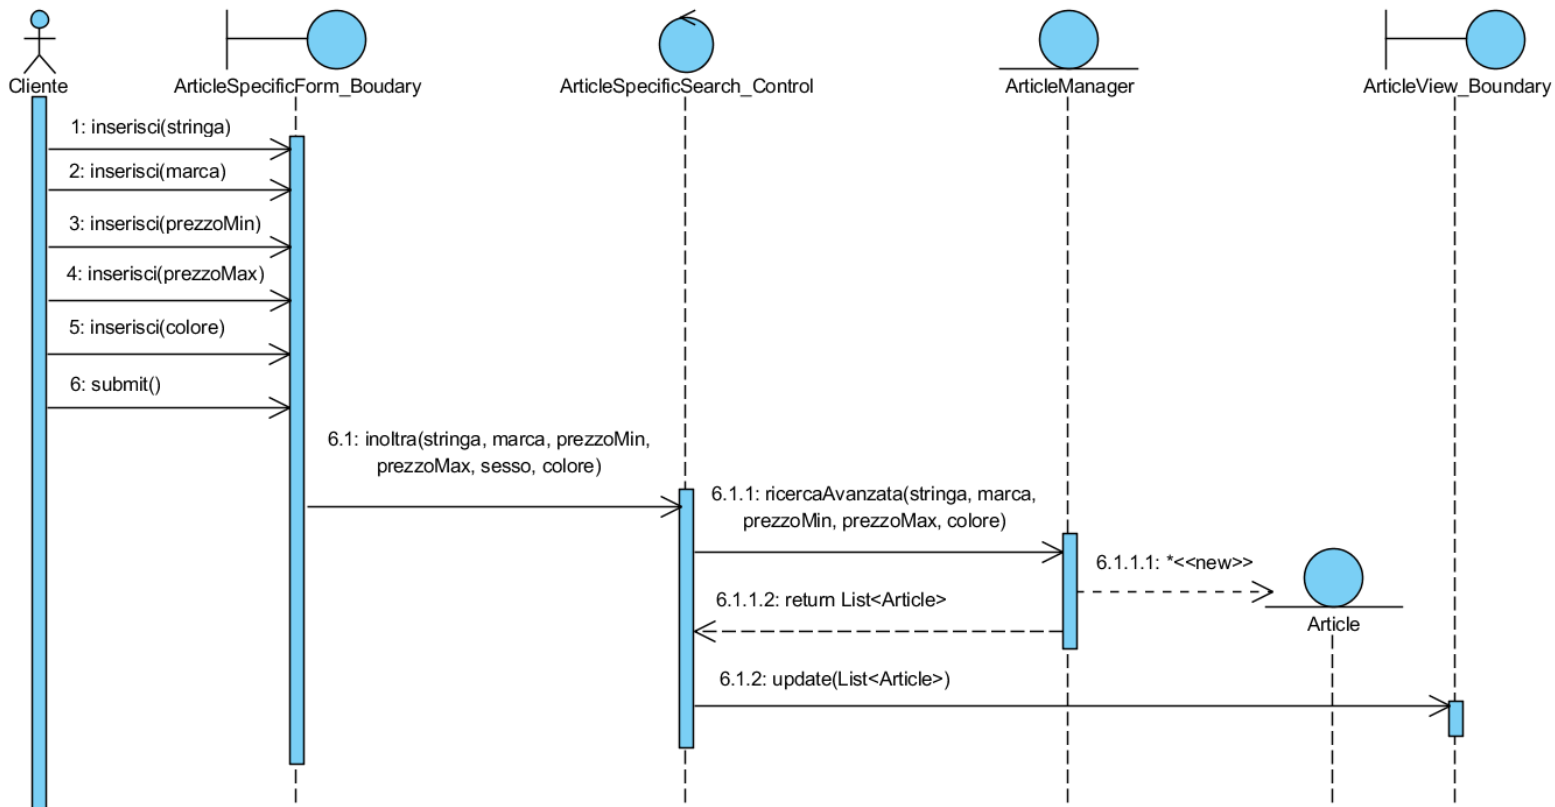 Cliente
ArticleSpecificForm_Boudary
ArticleSpecificSearch_Control
ArticleManager
ArticleView_Boundary
1: inserisci(stringa)
2: inserisci(marca)
3: inserisci(prezzoMin)
4: inserisci(prezzoMax)
5: inserisci(colore)
6: submit()
6.1: inoltra(stringa, marca, prezzoMin,
prezzoMax, sesso, colore)
6.1.1: ricercaAvanzata(stringa, marca,
prezzoMin, prezzoMax, colore)
6.1.1.1: *<<new>>
6.1.1.2: return List<Article>
Article
6.1.2: update(List<Article>)